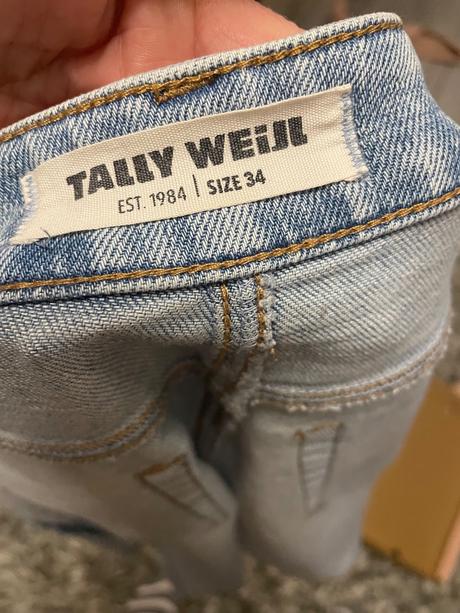 TALLY WEiJL
EST. 1984 | SIZE 34